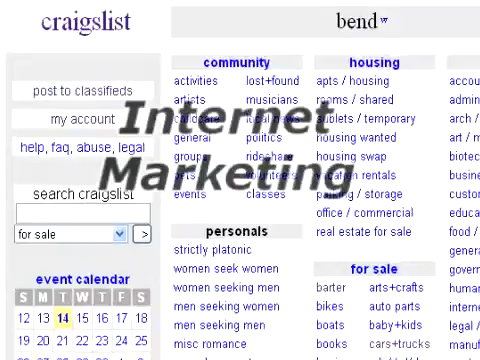 craigslist
post to classifieds
my account
help, faq, abuse, legal
search craigslist
for sale
>
event calendar
S M T W T F S
12 13 14 15 16 17 18
19 20 21 22 23 24 25
bend w
community
activities lost+found
artists musicians
childcare local news
general politics
groups rideshare
pets volunteers
events classes
personals
strictly platonic
women seek women
women seeking men
men seeking women
men seeking men
misc romance
housing
apts / housing
rooms / shared
sublets / temporary
housing wanted
housing swap
vacation rentals
parking / storage
office / commercial
real estate for sale
for sale
barter arts+crafts
bikes auto parts
boats baby+kids
books cars+trucks
accou
admin
arch /
art / m
biotec
busine
custo
educa
food /
genera
govern
human
interne
legal /
manuf
Internet
Marketing